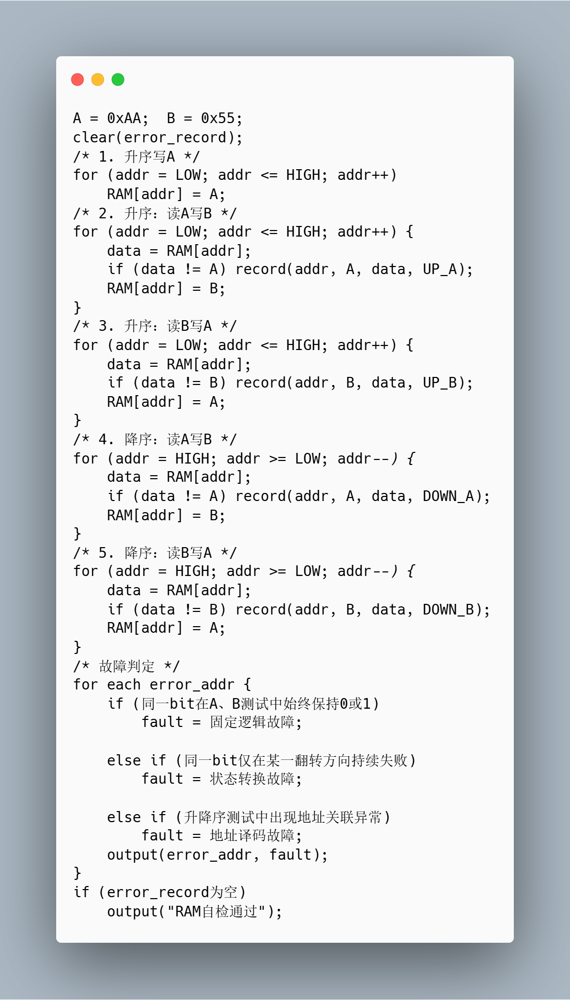 A = 0xAA;  B = 0x55;
clear(error_record);
/* 1. 升序写A */
for (addr = LOW; addr <= HIGH; addr++)
    RAM[addr] = A;
/* 2. 升序：读A写B */
for (addr = LOW; addr <= HIGH; addr++) {
    data = RAM[addr];
    if (data != A) record(addr, A, data, UP_A);
    RAM[addr] = B;
}
/* 3. 升序：读B写A */
for (addr = LOW; addr <= HIGH; addr++) {
    data = RAM[addr];
    if (data != B) record(addr, B, data, UP_B);
    RAM[addr] = A;
}
/* 4. 降序：读A写B */
for (addr = HIGH; addr >= LOW; addr--) {
    data = RAM[addr];
    if (data != A) record(addr, A, data, DOWN_A);
    RAM[addr] = B;
}
/* 5. 降序：读B写A */
for (addr = HIGH; addr >= LOW; addr--) {
    data = RAM[addr];
    if (data != B) record(addr, B, data, DOWN_B);
    RAM[addr] = A;
}
/* 故障判定 */
for each error_addr {
    if (同一bit在A、B测试中始终保持0或1)
        fault = 固定逻辑故障;
    else if (同一bit仅在某一翻转方向持续失败)
        fault = 状态转换故障;
    else if (升降序测试中出现地址关联异常)
        fault = 地址译码故障;
    output(error_addr, fault);
}
if (error_record为空)
    output("RAM自检通过");